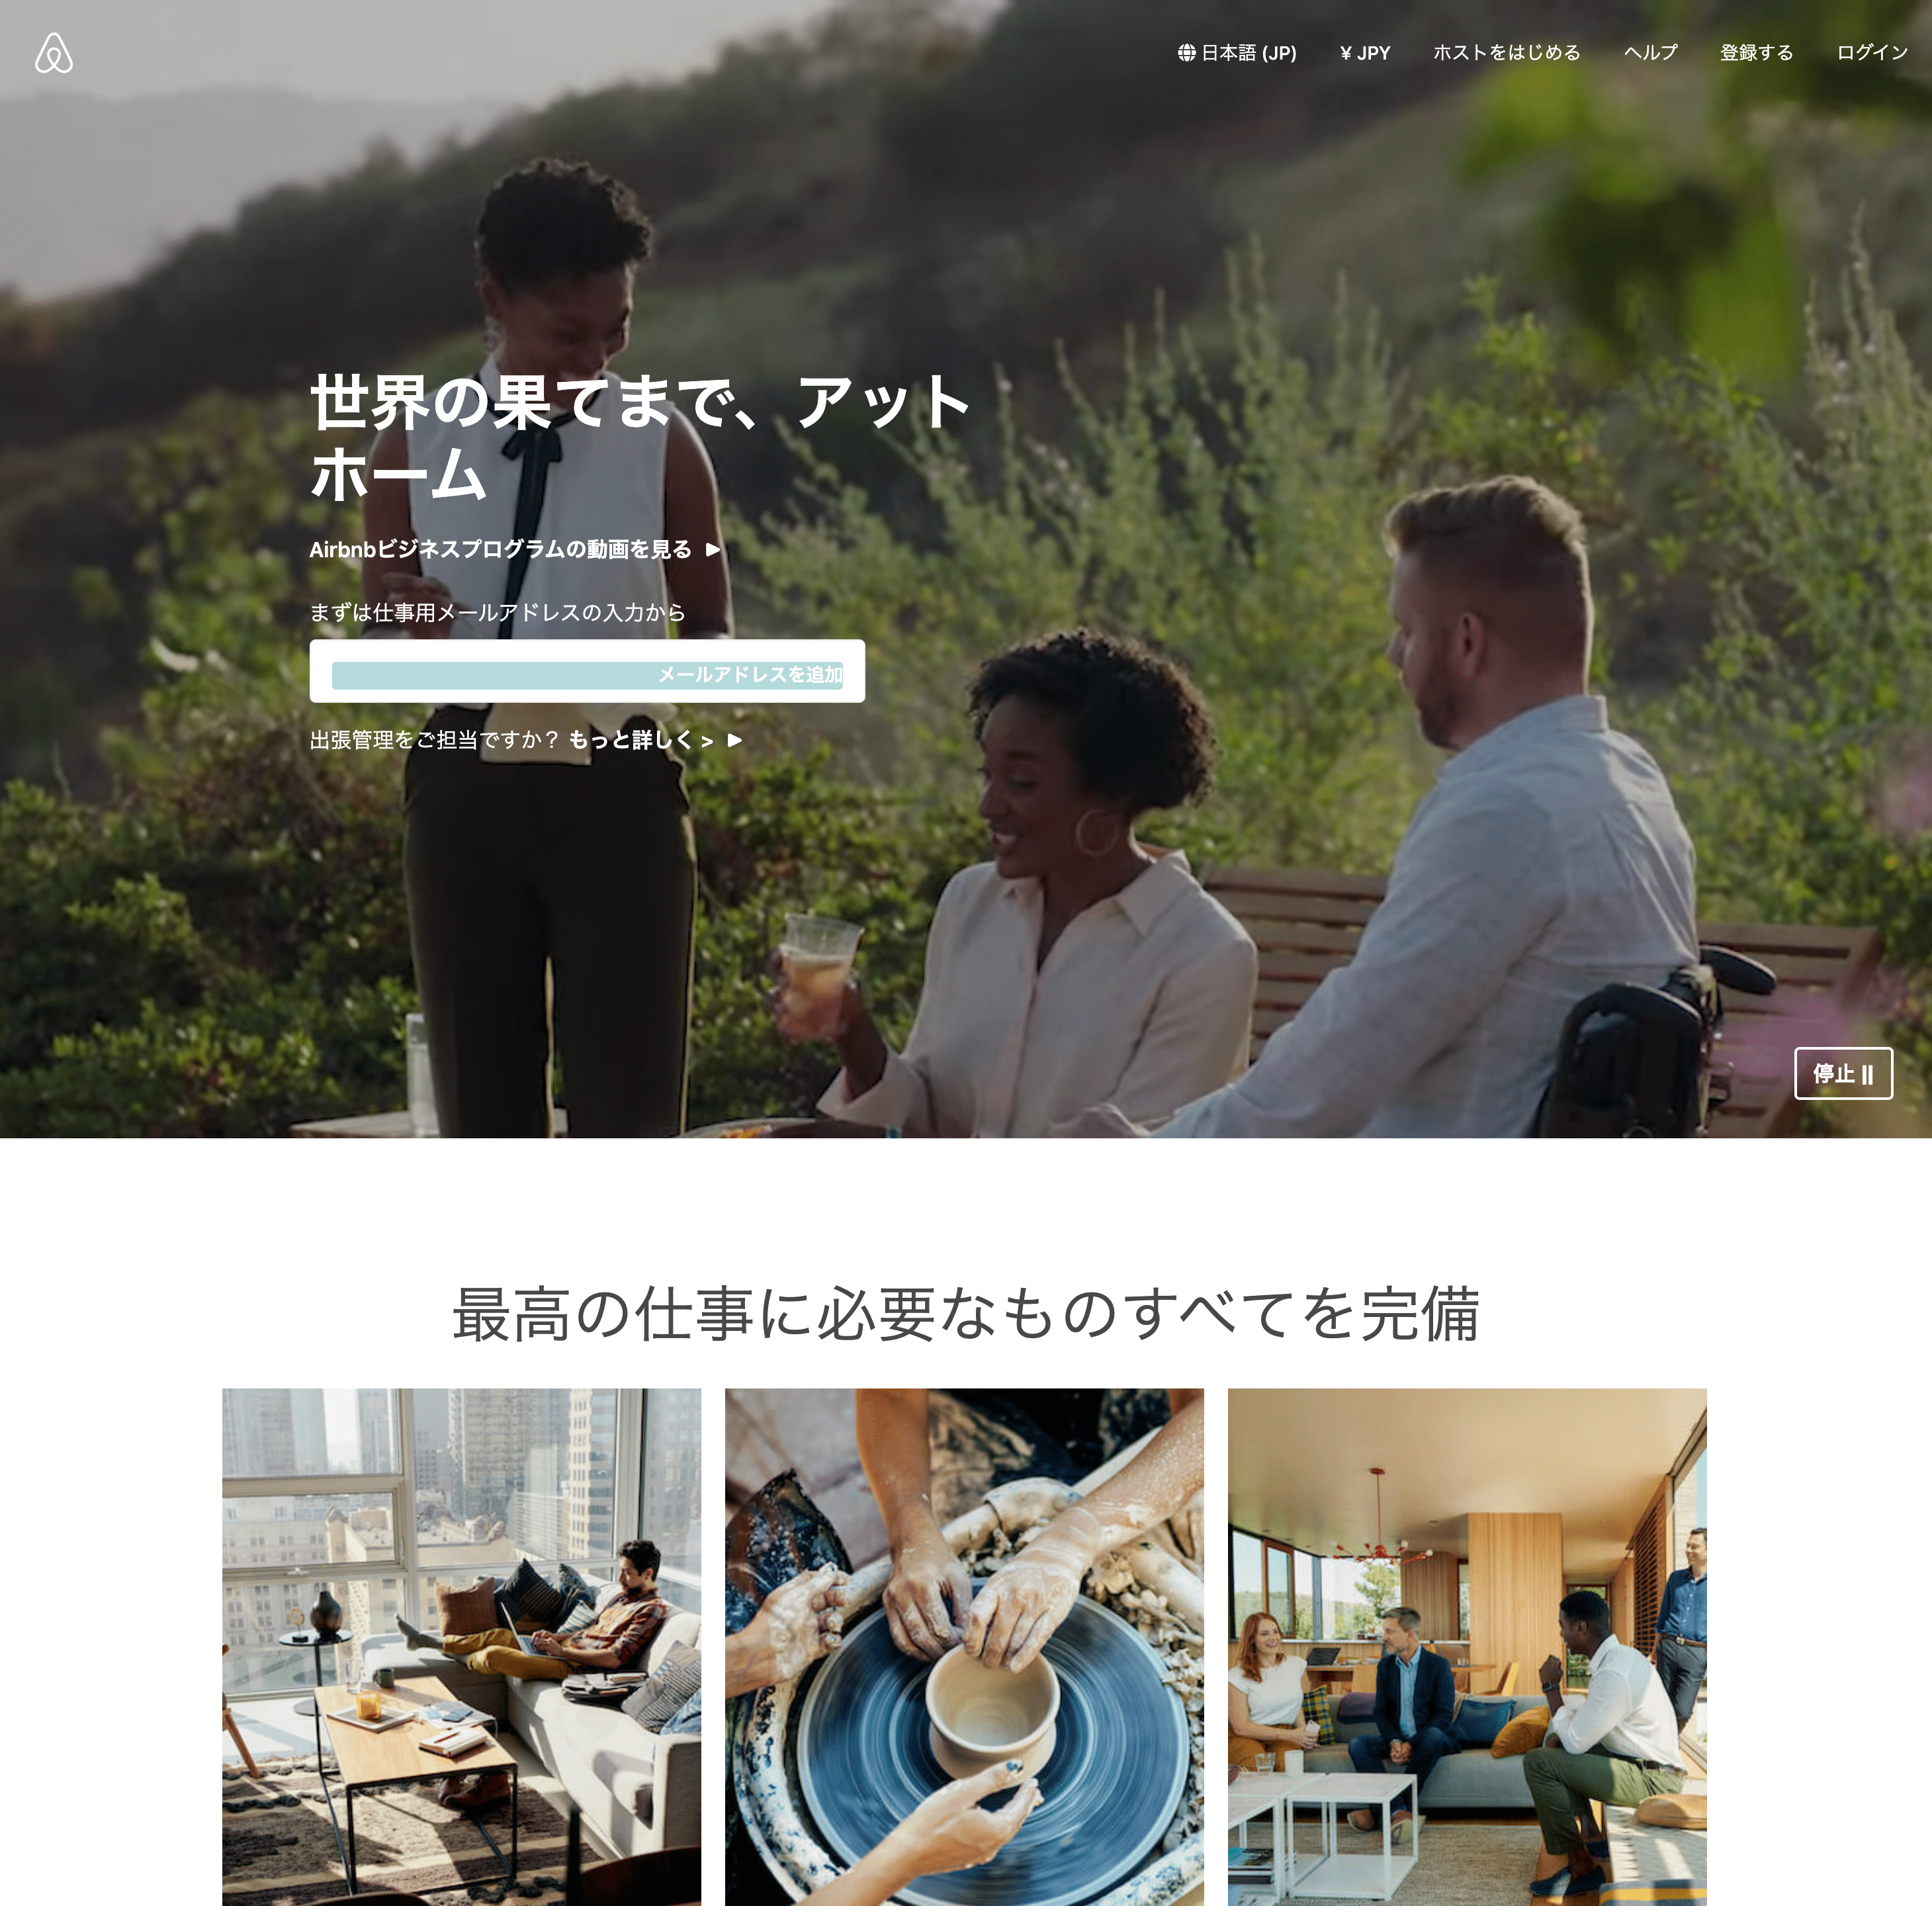 日本語 (JP) ¥ JPY ホストをはじめる ヘルプ 登録する ログイン
世界の果てまで、アット
ホーム
Airbnbビジネスプログラムの動画を見る
まずは仕事用メールアドレスの入力から
メールアドレスを追加
出張管理をご担当ですか？ もっと詳しく >
停止
最高の仕事に必要なものすべてを完備